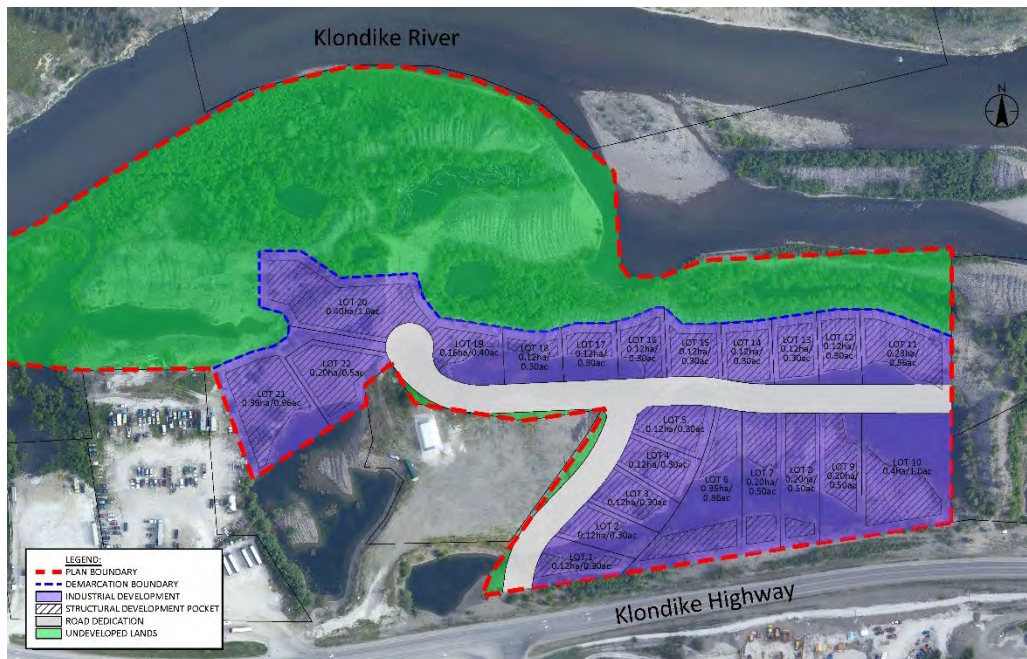 Klondike River
N
LOT 20
0.40ha/1.0ac
LOT 19
0.16ha/0.40ac
LOT 18
0.12ha/
0.30ac
LOT 17
0.12ha/
0.30ac
LOT 16
0.12ha/
0.30ac
LOT 15
0.12ha/
0.30ac
LOT 14
0.12ha/
0.30ac
LOT 13
0.12ha/
0.30ac
LOT 12
0.12ha/
0.30ac
LOT 11
0.23ha/
0.56ac
LOT 22
0.20ha/0.5ac
LOT 21
0.39ha/0.96ac
LOT 5
0.12ha/0.30ac
LOT 4
0.12ha/0.30ac
LOT 3
0.12ha/0.30ac
LOT 2
0.12ha/0.30ac
LOT 1
0.12ha/0.30ac
LOT 6
0.35ha/
0.86ac
LOT 7
0.20ha/
0.50ac
LOT 8
0.20ha/
0.50ac
LOT 9
0.20ha/
0.50ac
LOT 10
0.4ha/1.0ac
Klondike Highway
LEGEND:
PLAN BOUNDARY
DEMARCATION BOUNDARY
INDUSTRIAL DEVELOPMENT
STRUCTURAL DEVELOPMENT POCKET
ROAD DEDICATION
UNDEVELOPED LANDS